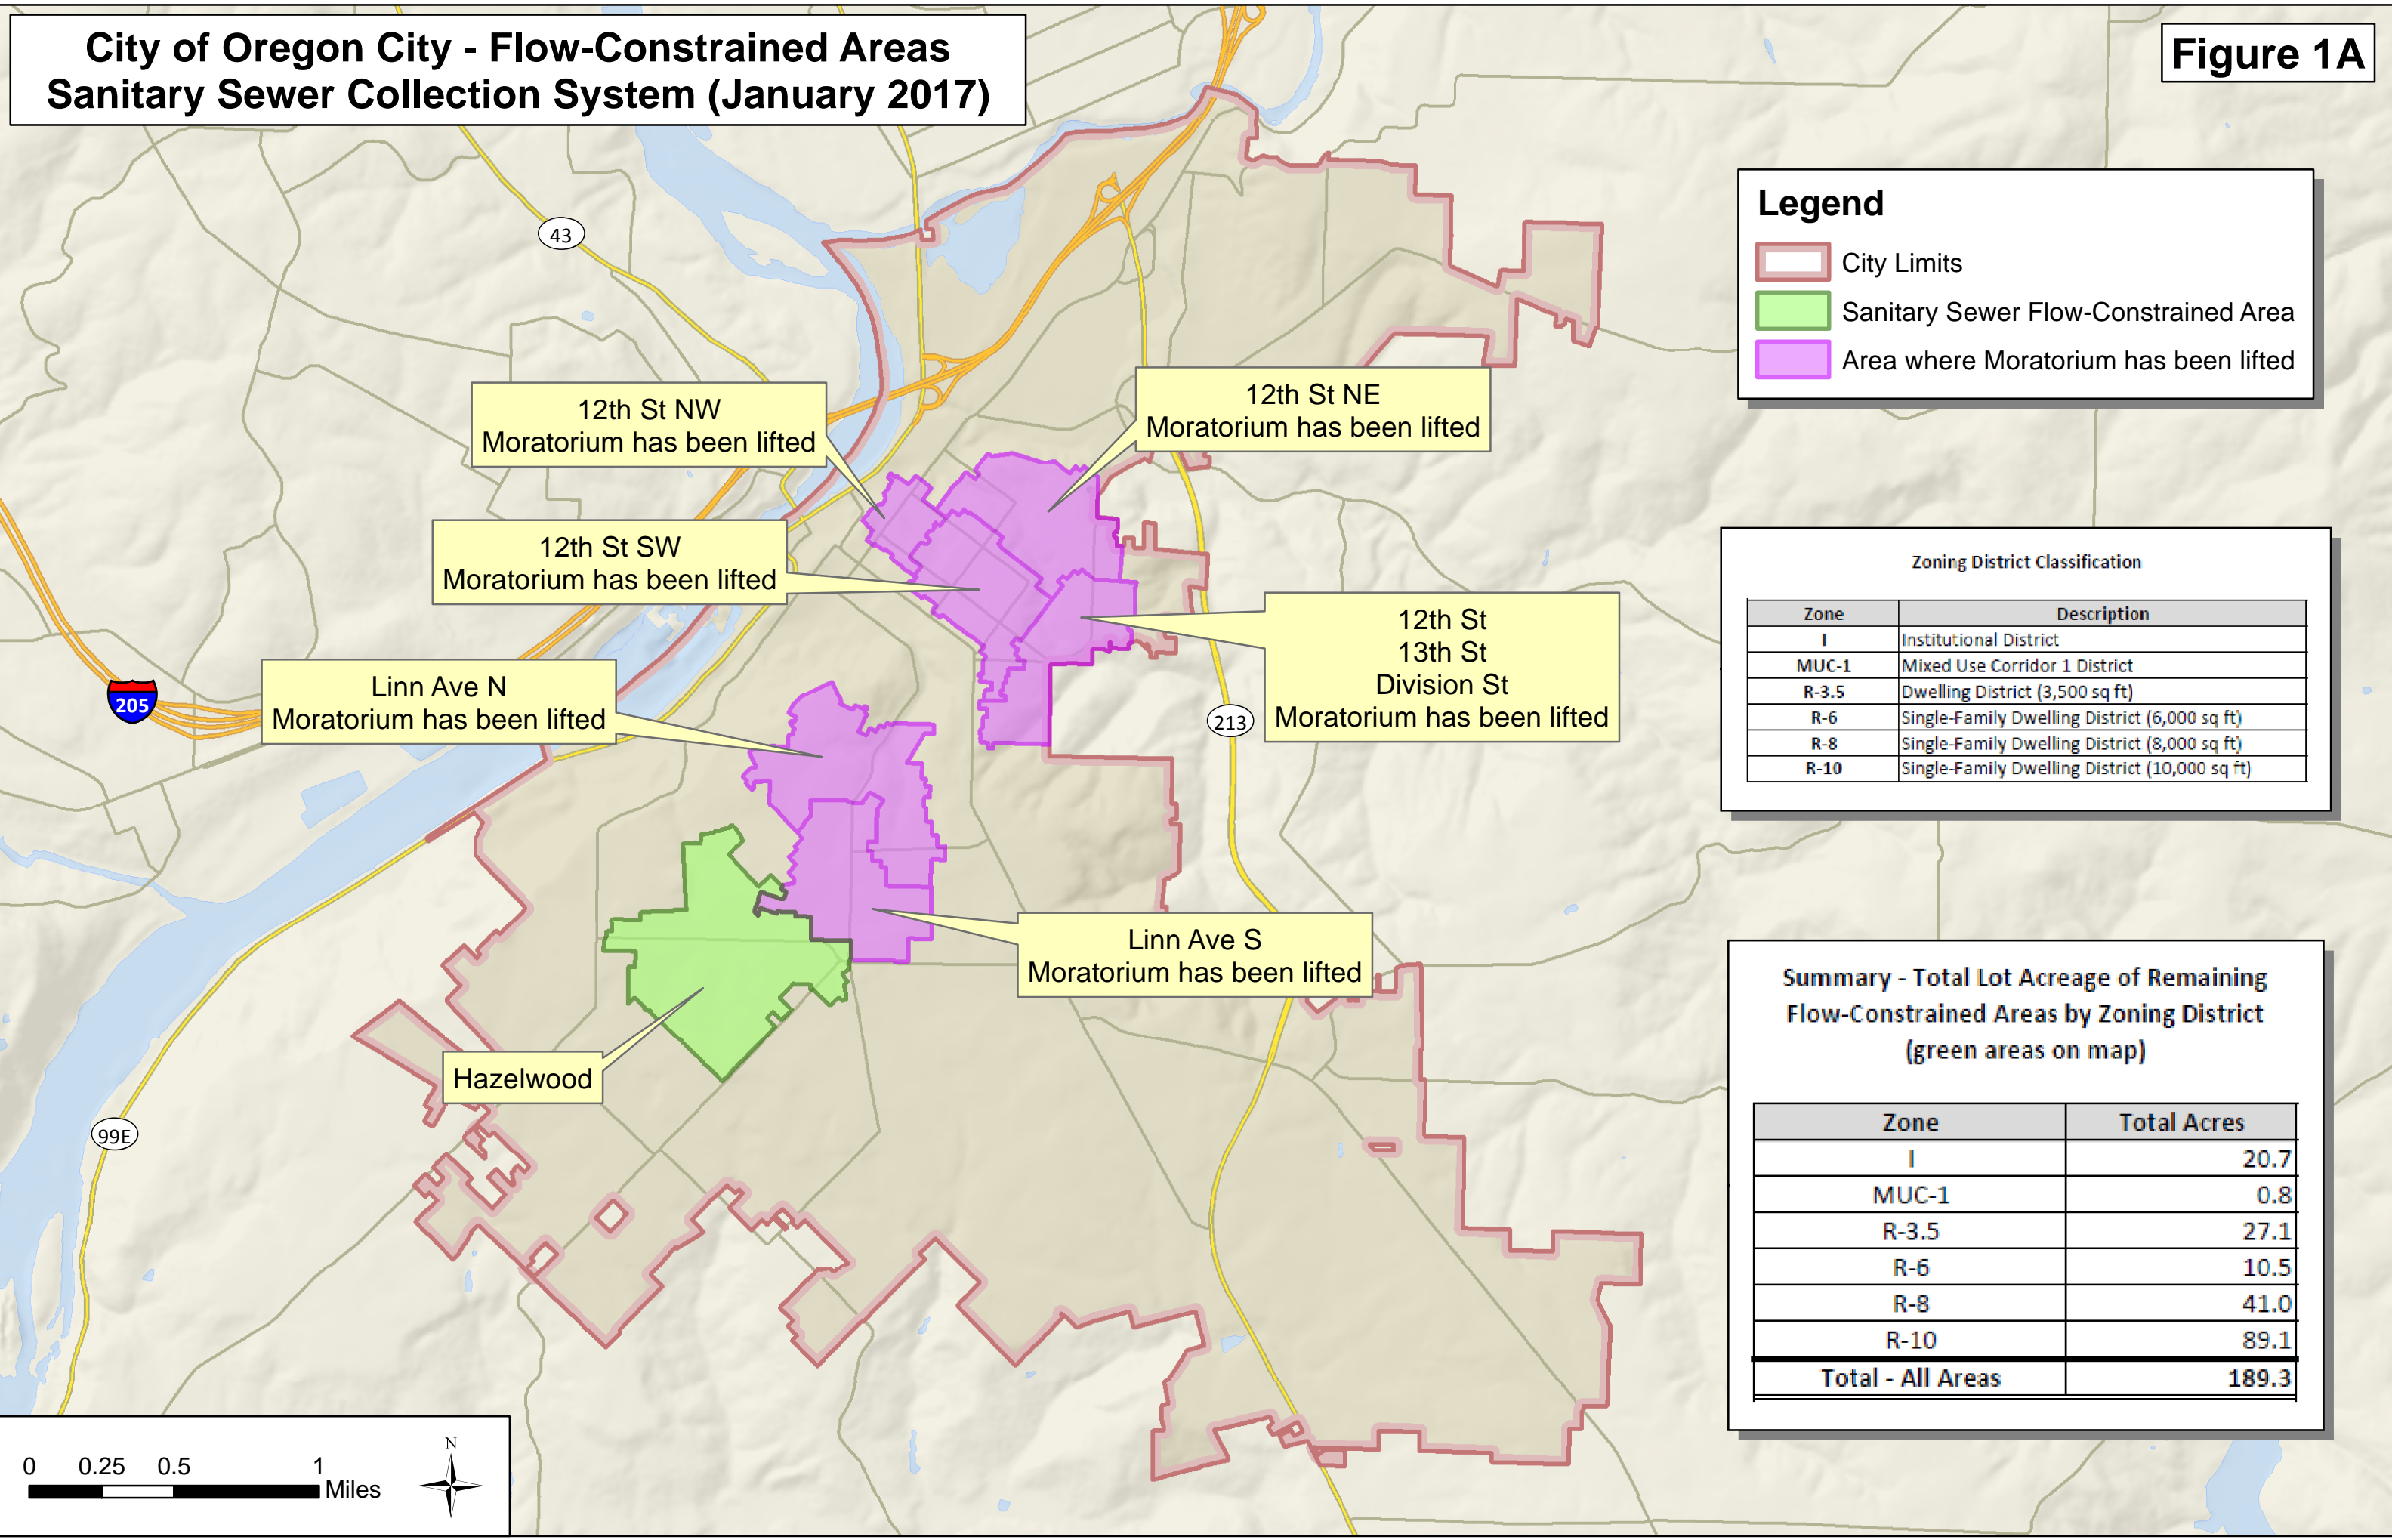 City of Oregon City - Flow-Constrained Areas
Sanitary Sewer Collection System (January 2017)
Figure 1A
Legend
City Limits
Sanitary Sewer Flow-Constrained Area
Area where Moratorium has been lifted
43
12th St NW
Moratorium has been lifted
12th St NE
Moratorium has been lifted
12th St SW
Moratorium has been lifted
12th St
13th St
Division St
Moratorium has been lifted
Linn Ave N
Moratorium has been lifted
205
213
Linn Ave S
Moratorium has been lifted
Hazelwood
99E
Zoning District Classification
Zone Description
I Institutional District
MUC-1 Mixed Use Corridor 1 District
R-3.5 Dwelling District (3,500 sq ft)
R-6 Single-Family Dwelling District (6,000 sq ft)
R-8 Single-Family Dwelling District (8,000 sq ft)
R-10 Single-Family Dwelling District (10,000 sq ft)
Summary - Total Lot Acreage of Remaining
Flow-Constrained Areas by Zoning District
(green areas on map)
Zone Total Acres
I 20.7
MUC-1 0.8
R-3.5 27.1
R-6 10.5
R-8 41.0
R-10 89.1
Total - All Areas 189.3
0 0.25 0.5 1
Miles
N